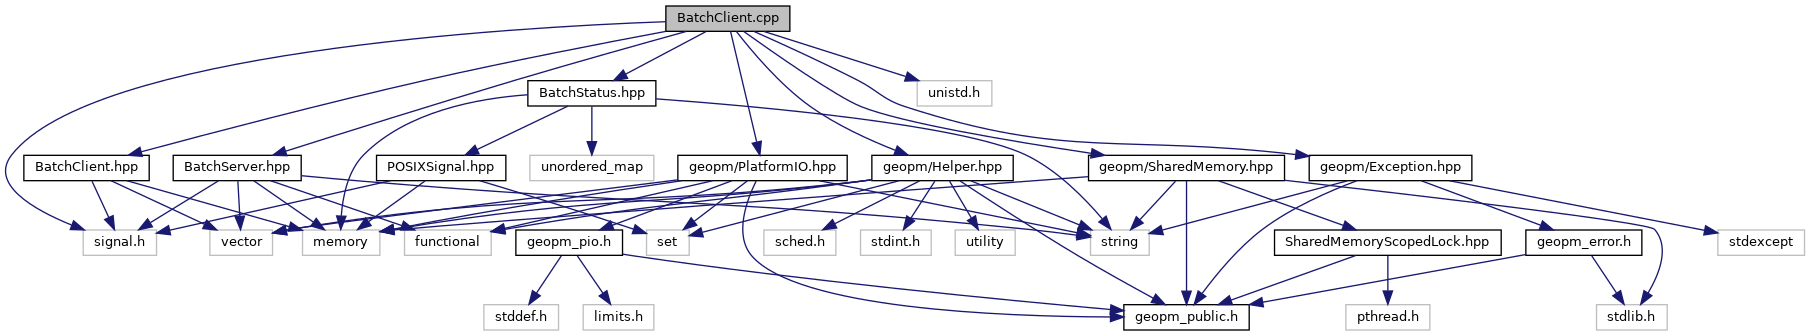 BatchClient.cpp
BatchStatus.hpp
unistd.h
BatchClient.hpp
BatchServer.hpp
POSIXSignal.hpp
unordered_map
geopm/PlatformIO.hpp
geopm/Helper.hpp
geopm/SharedMemory.hpp
geopm/Exception.hpp
signal.h
vector
memory
functional
geopm_pio.h
set
sched.h
stdint.h
utility
string
SharedMemoryScopedLock.hpp
geopm_error.h
stdexcept
stddef.h
limits.h
geopm_public.h
pthread.h
stdlib.h